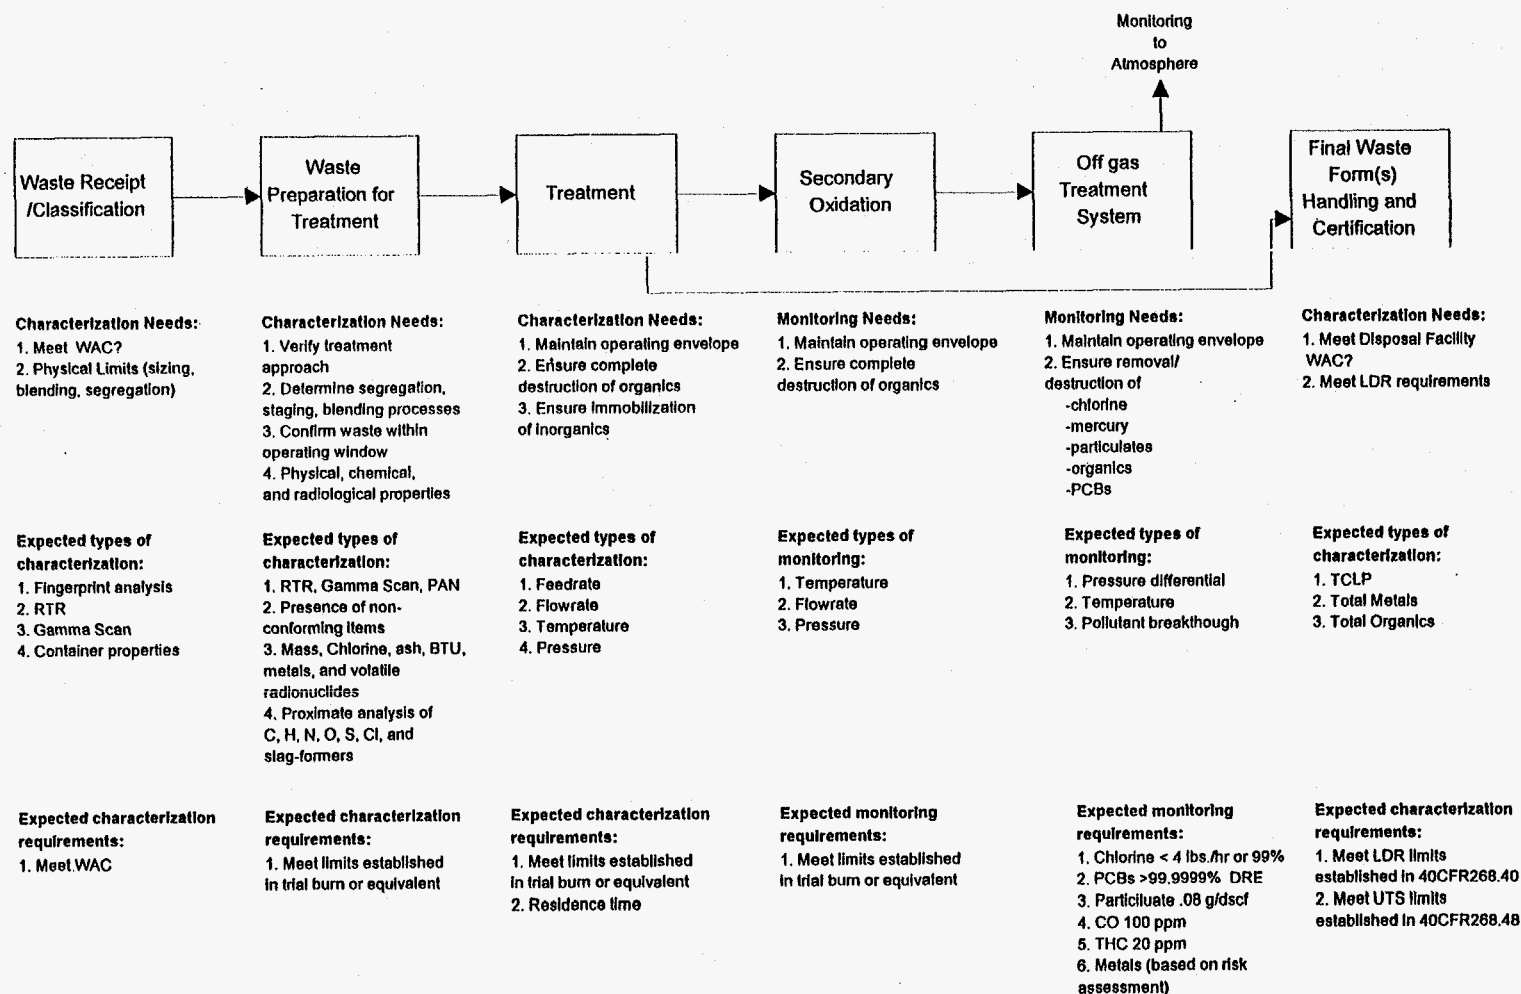 Monitoring
to
Atmosphere
Waste Receipt
/Classification
Waste
Preparation for
Treatment
Treatment
Secondary
Oxidation
Off gas
Treatment
System
Final Waste
Form(s)
Handling and
Certification
Characterization Needs:
1. Meet WAC?
2. Physical Limits (sizing,
blending, segregation)
Characterization Needs:
1. Verify treatment
approach
2. Determine segregation,
staging, blending processes
3. Confirm waste within
operating window
4. Physical, chemical,
and radiological properties
Characterization Needs:
1. Maintain operating envelope
2. Ensure complete
destruction of organics
3. Ensure immobilization
of inorganics
Monitoring Needs:
1. Maintain operating envelope
2. Ensure complete
destruction of organics
Monitoring Needs:
1. Maintain operating envelope
2. Ensure removal/
destruction of
-chlorine
-mercury
-particulates
-organics
-PCBs
Characterization Needs:
1. Meet Disposal Facility
WAC?
2. Meet LDR requirements
Expected types of
characterization:
1. Fingerprint analysis
2. RTR
3. Gamma Scan
4. Container properties
Expected types of
characterization:
1. RTR, Gamma Scan, PAN
2. Presence of non-
conforming items
3. Mass, Chlorine, ash, BTU,
metals, and volatile
radionuclides
4. Proximate analysis of
C, H, N, O, S, Cl, and
slag-formers
Expected types of
characterization:
1. Feedrate
2. Flowrate
3. Temperature
4. Pressure
Expected types of
monitoring:
1. Temperature
2. Flowrate
3. Pressure
Expected types of
monitoring:
1. Pressure differential
2. Temperature
3. Pollutant breakthough
Expected types of
characterization:
1. TCLP
2. Total Metals
3. Total Organics
Expected characterization
requirements:
1. Meet WAC
Expected characterization
requirements:
1. Meet limits established
in trial burn or equivalent
Expected characterization
requirements:
1. Meet limits established
in trial burn or equivalent
2. Residence time
Expected monitoring
requirements:
1. Meet limits established
in trial burn or equivalent
Expected monitoring
requirements:
1. Chlorine < 4 lbs./hr or 99%
2. PCBs >99.9999% DRE
3. Particiluate .08 g/dscf
4. CO 100 ppm
5. THC 20 ppm
6. Metals (based on risk
assessment)
Expected characterization
requirements:
1. Meet LDR limits
established in 40CFR268.40
2. Meet UTS limits
established in 40CFR268.48